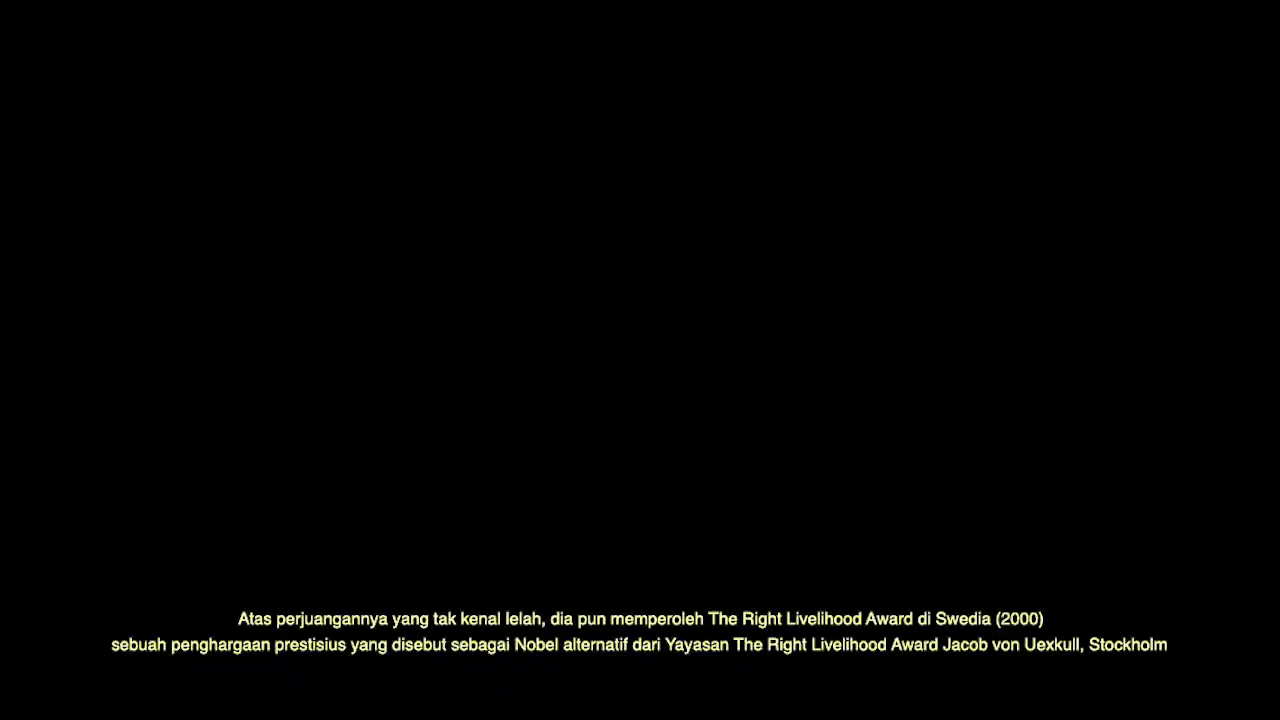 Atas perjuangannya yang tak kenal lelah, dia pun memperoleh The Right Livelihood Award di Swedia (2000)
sebuah penghargaan prestisius yang disebut sebagai Nobel alternatif dari Yayasan The Right Livelihood Award Jacob von Uexkull, Stockholm